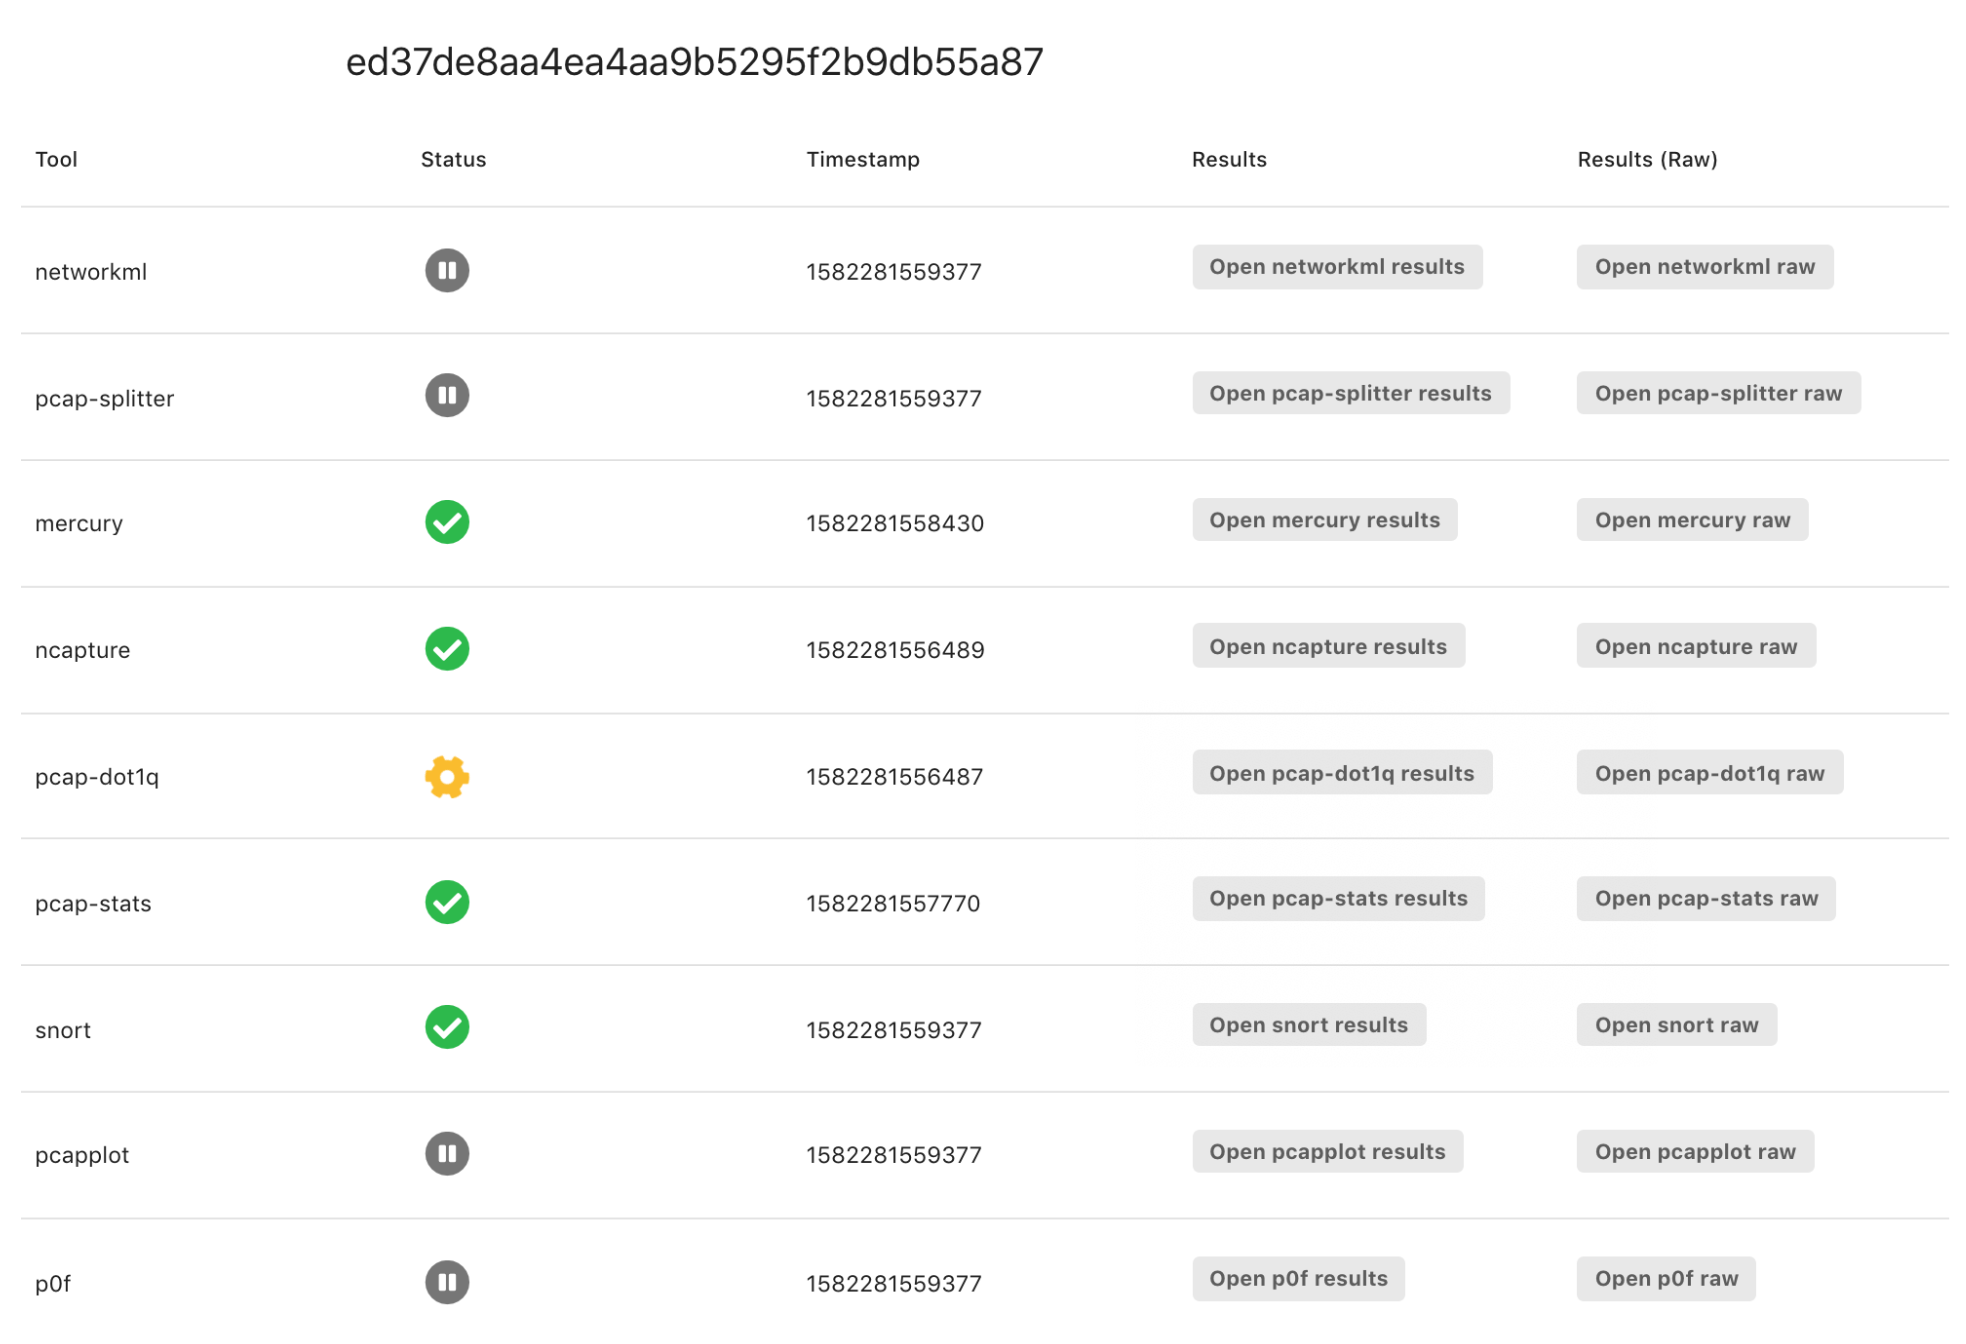 ed37de8aa4ea4aa9b5295f2b9db55a87
Tool Status Timestamp Results Results (Raw)
networkml 1582281559377 Open networkml results Open networkml raw
pcap-splitter 1582281559377 Open pcap-splitter results Open pcap-splitter raw
mercury 1582281558430 Open mercury results Open mercury raw
ncapture 1582281556489 Open ncapture results Open ncapture raw
pcap-dot1q 1582281556487 Open pcap-dot1q results Open pcap-dot1q raw
pcap-stats 1582281557770 Open pcap-stats results Open pcap-stats raw
snort 1582281559377 Open snort results Open snort raw
pcapplot 1582281559377 Open pcapplot results Open pcapplot raw
p0f 1582281559377 Open p0f results Open p0f raw